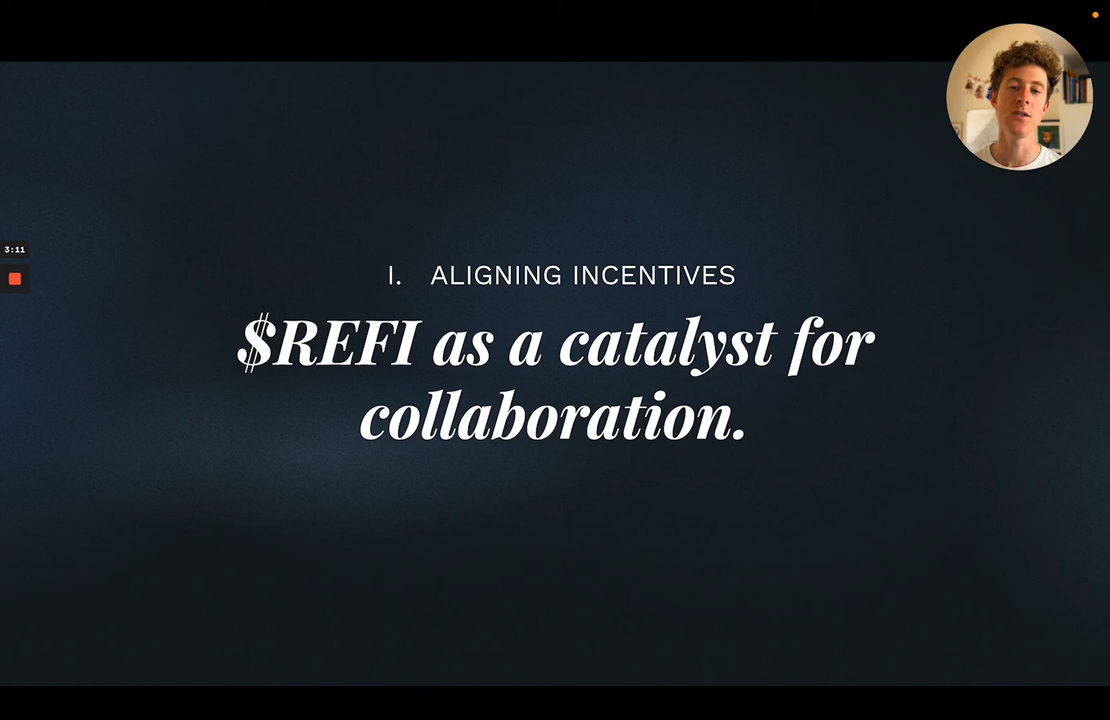 3:11
I. ALIGNING INCENTIVES
$REFI as a catalyst for
collaboration.